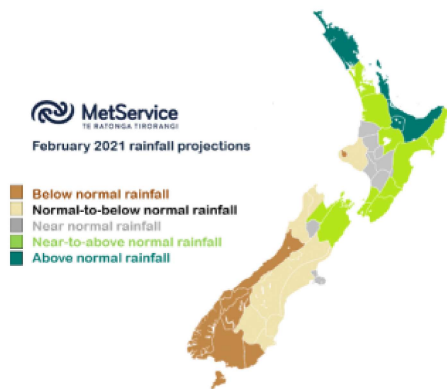 MetService
TE RATONGA TIRORANGI
February 2021 rainfall projections
Below normal rainfall
Normal-to-below normal rainfall
Near normal rainfall
Near-to-above normal rainfall
Above normal rainfall